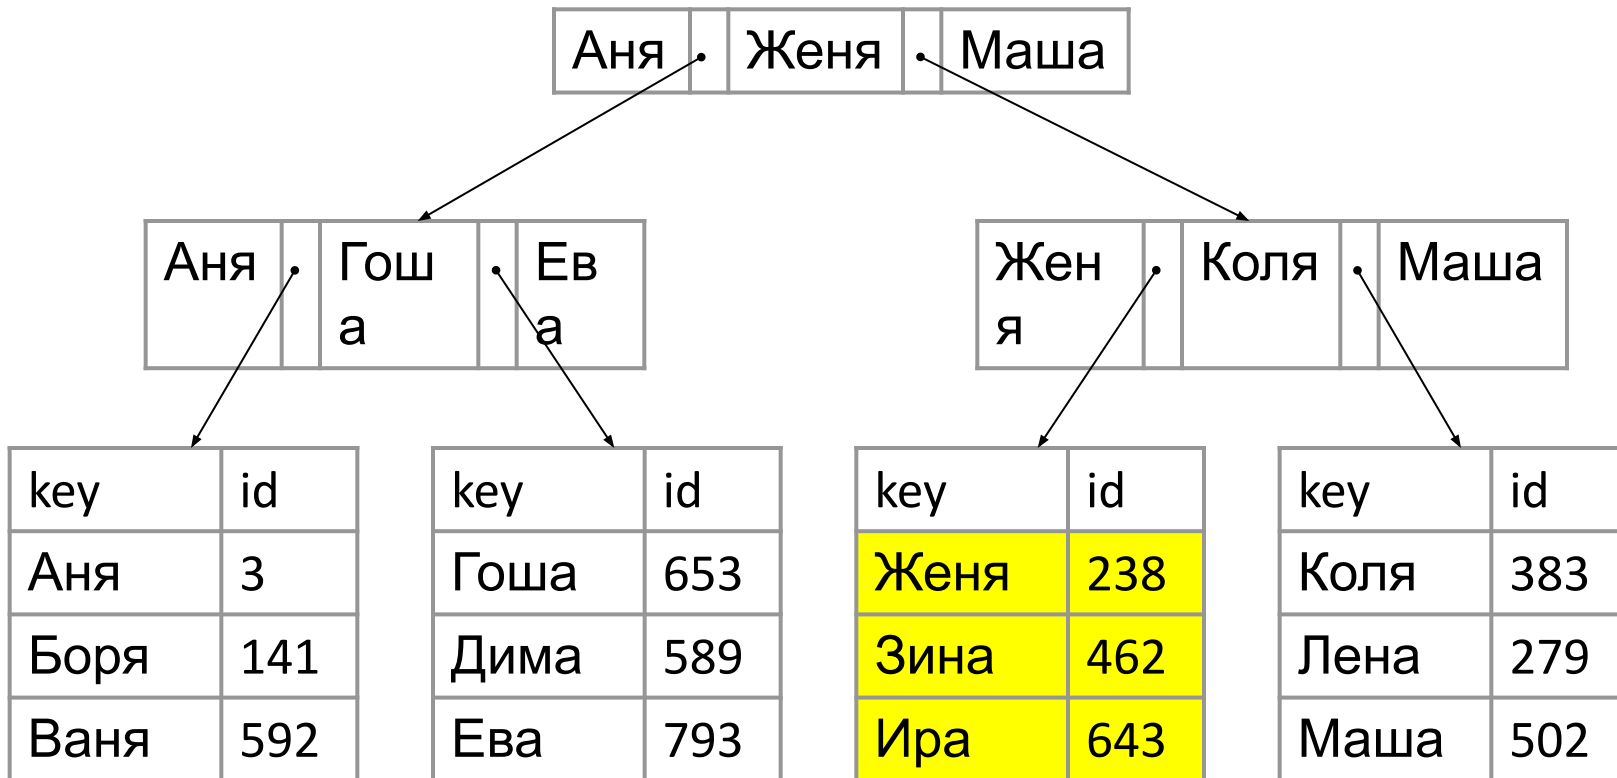 Аня Женя Маша
Аня Гош Ев
а а
Жен Коля Маша
я
key id
Аня 3
Боря 141
Ваня 592
key id
Гоша 653
Дима 589
Ева 793
key id
Женя 238
Зина 462
Ира 643
key id
Коля 383
Лена 279
Маша 502